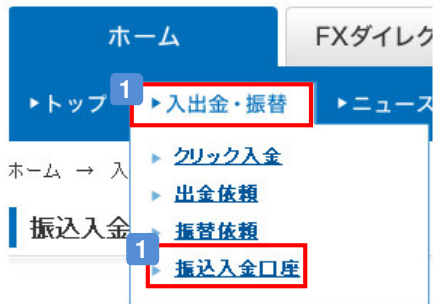 ホーム FXダイレク
▸トップ 1 ▸入出金・振替 ▸ニュース
ホーム → 入
▸ クリック入金
▸ 出金依頼
振込入金
▸ 振替依頼
1 ▸ 振込入金口座